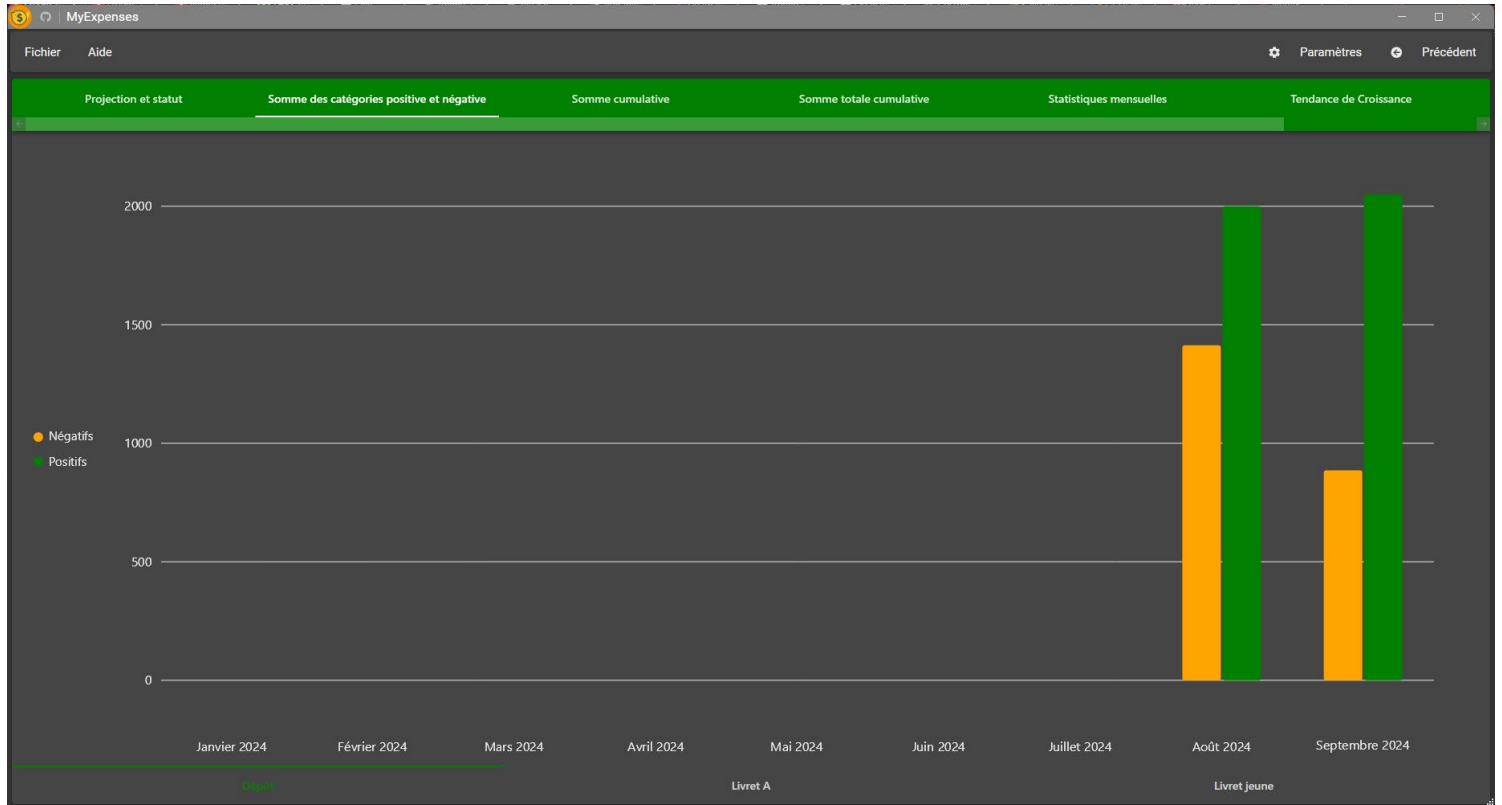 MyExpenses
Fichier Aide Paramètres Précédent
Projection et statut Somme des catégories positive et négative Somme cumulative Somme totale cumulative Statistiques mensuelles Tendance de Croissance
2000
1500
Négatifs
1000
Positifs
500
0
Janvier 2024 Février 2024 Mars 2024 Avril 2024 Mai 2024 Juin 2024 Juillet 2024 Août 2024 Septembre 2024
Dépôt Livret A Livret jeune